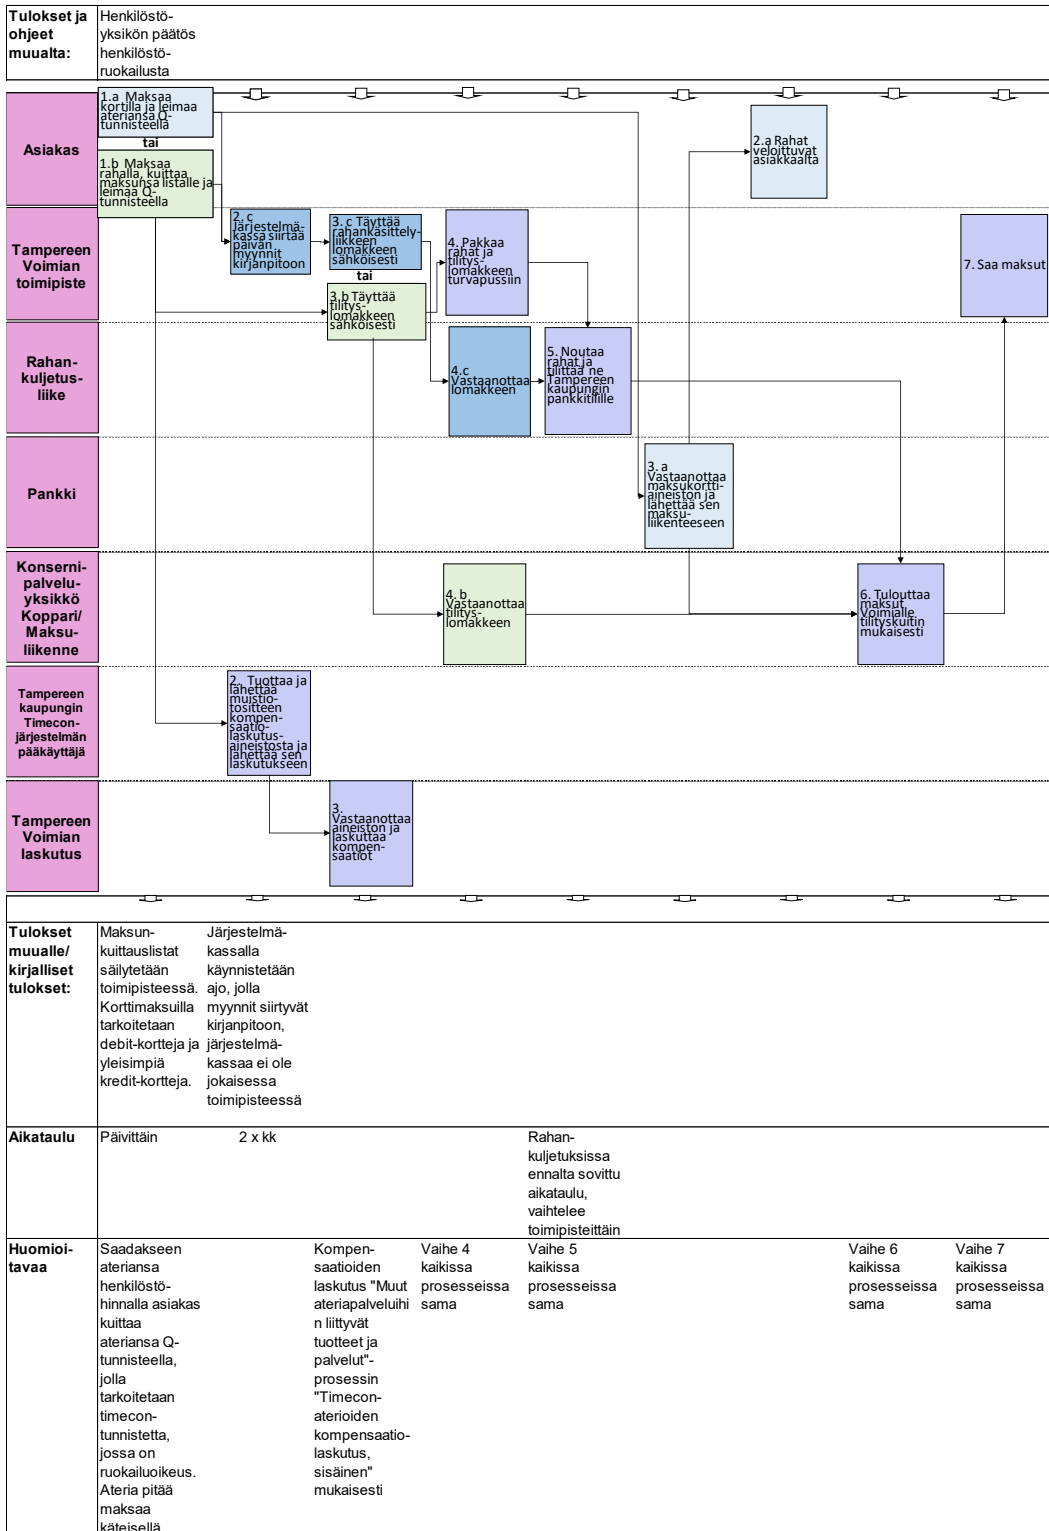 Tulokset ja
ohjeet
muualta:
Henkilöstö-
yksikön päätös
henkilöstö-
ruokailusta
Asiakas
1.a Maksaa
kortilla ja leimaa
ateriansa Q-
tunnisteella
tai
1.b Maksaa
rahalla, kuittaa
maksunsa listalle ja
leimaa Q-
tunnisteella
2.a Rahat
veloittuvat
asiakkaalta
Tampereen
Voimian
toimipiste
2. c
Järjestelmä-
kassa siirtää
päivän
myynnit
kirjanpitoon
3. c Täyttää
rahankäsittely-
liikkeen
lomakkeen
sähköisesti
tai
3.b Täyttää
tilitys-
lomakkeen
sähköisesti
4. Pakkaa
rahat ja
tilitys-
lomakkeen
turvapussiin
7. Saa maksut
Rahan-
kuljetus-
liike
4.c
Vastaanottaa
lomakkeen
5. Noutaa
rahat ja
tilittää ne
Tampereen
kaupungin
pankkitilille
Pankki
3. a
Vastaanottaa
maksukortti-
aineiston ja
lähettää sen
maksu-
liikenteeseen
Konserni-
palvelu-
yksikkö
Koppari/
Maksu-
liikenne
4. b
Vastaanottaa
tilitys-
lomakkeen
6. Tulouttaa
maksut
Voimialle
tilityskuitin
mukaisesti
Tampereen
kaupungin
Timecon-
järjestelmän
pääkäyttäjä
2. Tuottaa ja
lähettää
muistio-
tositteen
kompen-
saatio-
laskutus-
aineistosta ja
lähettää sen
laskutukseen
Tampereen
Voimian
laskutus
3.
Vastaanottaa
aineiston ja
laskuttaa
kompen-
saatiot
Tulokset
muualle/
kirjalliset
tulokset:
Maksun-
kuittauslistat
säilytetään
toimipisteessä.
Korttimaksuilla
tarkoitetaan
debit-kortteja ja
yleisimpiä
kredit-kortteja.
Järjestelmä-
kassalla
käynnistetään
ajo, jolla
myynnit siirtyvät
kirjanpitoon,
järjestelmä-
kassaa ei ole
jokaisessa
toimipisteessä
Aikataulu
Päivittäin
2 x kk
Rahan-
kuljetuksissa
ennalta sovittu
aikataulu,
vaihtelee
toimipisteittäin
Huomioi-
tavaa
Saadakseen
ateriansa
henkilöstö-
hinnalla asiakas
kuittaa
ateriansa Q-
tunnisteella,
jolla
tarkoitetaan
timecon-
tunnistetta,
jossa on
ruokailuoikeus.
Ateria pitää
maksaa
käteisellä
Kompen-
saatioiden
laskutus "Muut
ateriapalveluihi
n liittyvät
tuotteet ja
palvelut"-
prosessin
"Timecon-
aterioiden
kompensaatio-
laskutus,
sisäinen"
mukaisesti
Vaihe 4
kaikissa
prosesseissa
sama
Vaihe 5
kaikissa
prosesseissa
sama
Vaihe 6
kaikissa
prosesseissa
sama
Vaihe 7
kaikissa
prosesseissa
sama